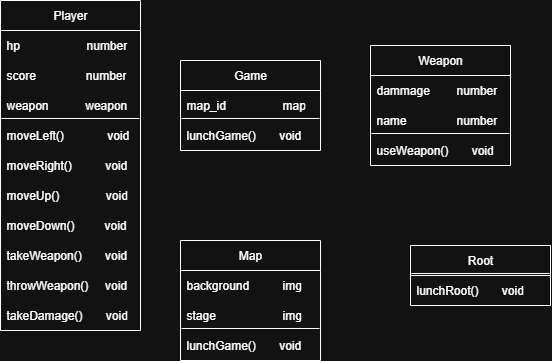 Player
hp number
score number
weapon weapon
moveLeft() void
moveRight() void
moveUp() void
moveDown() void
takeWeapon() void
throwWeapon() void
takeDamage() void
Game
map_id map
lunchGame() void
Weapon
dammage number
name number
useWeapon() void
Map
background img
stage img
lunchGame() void
Root
lunchRoot() void